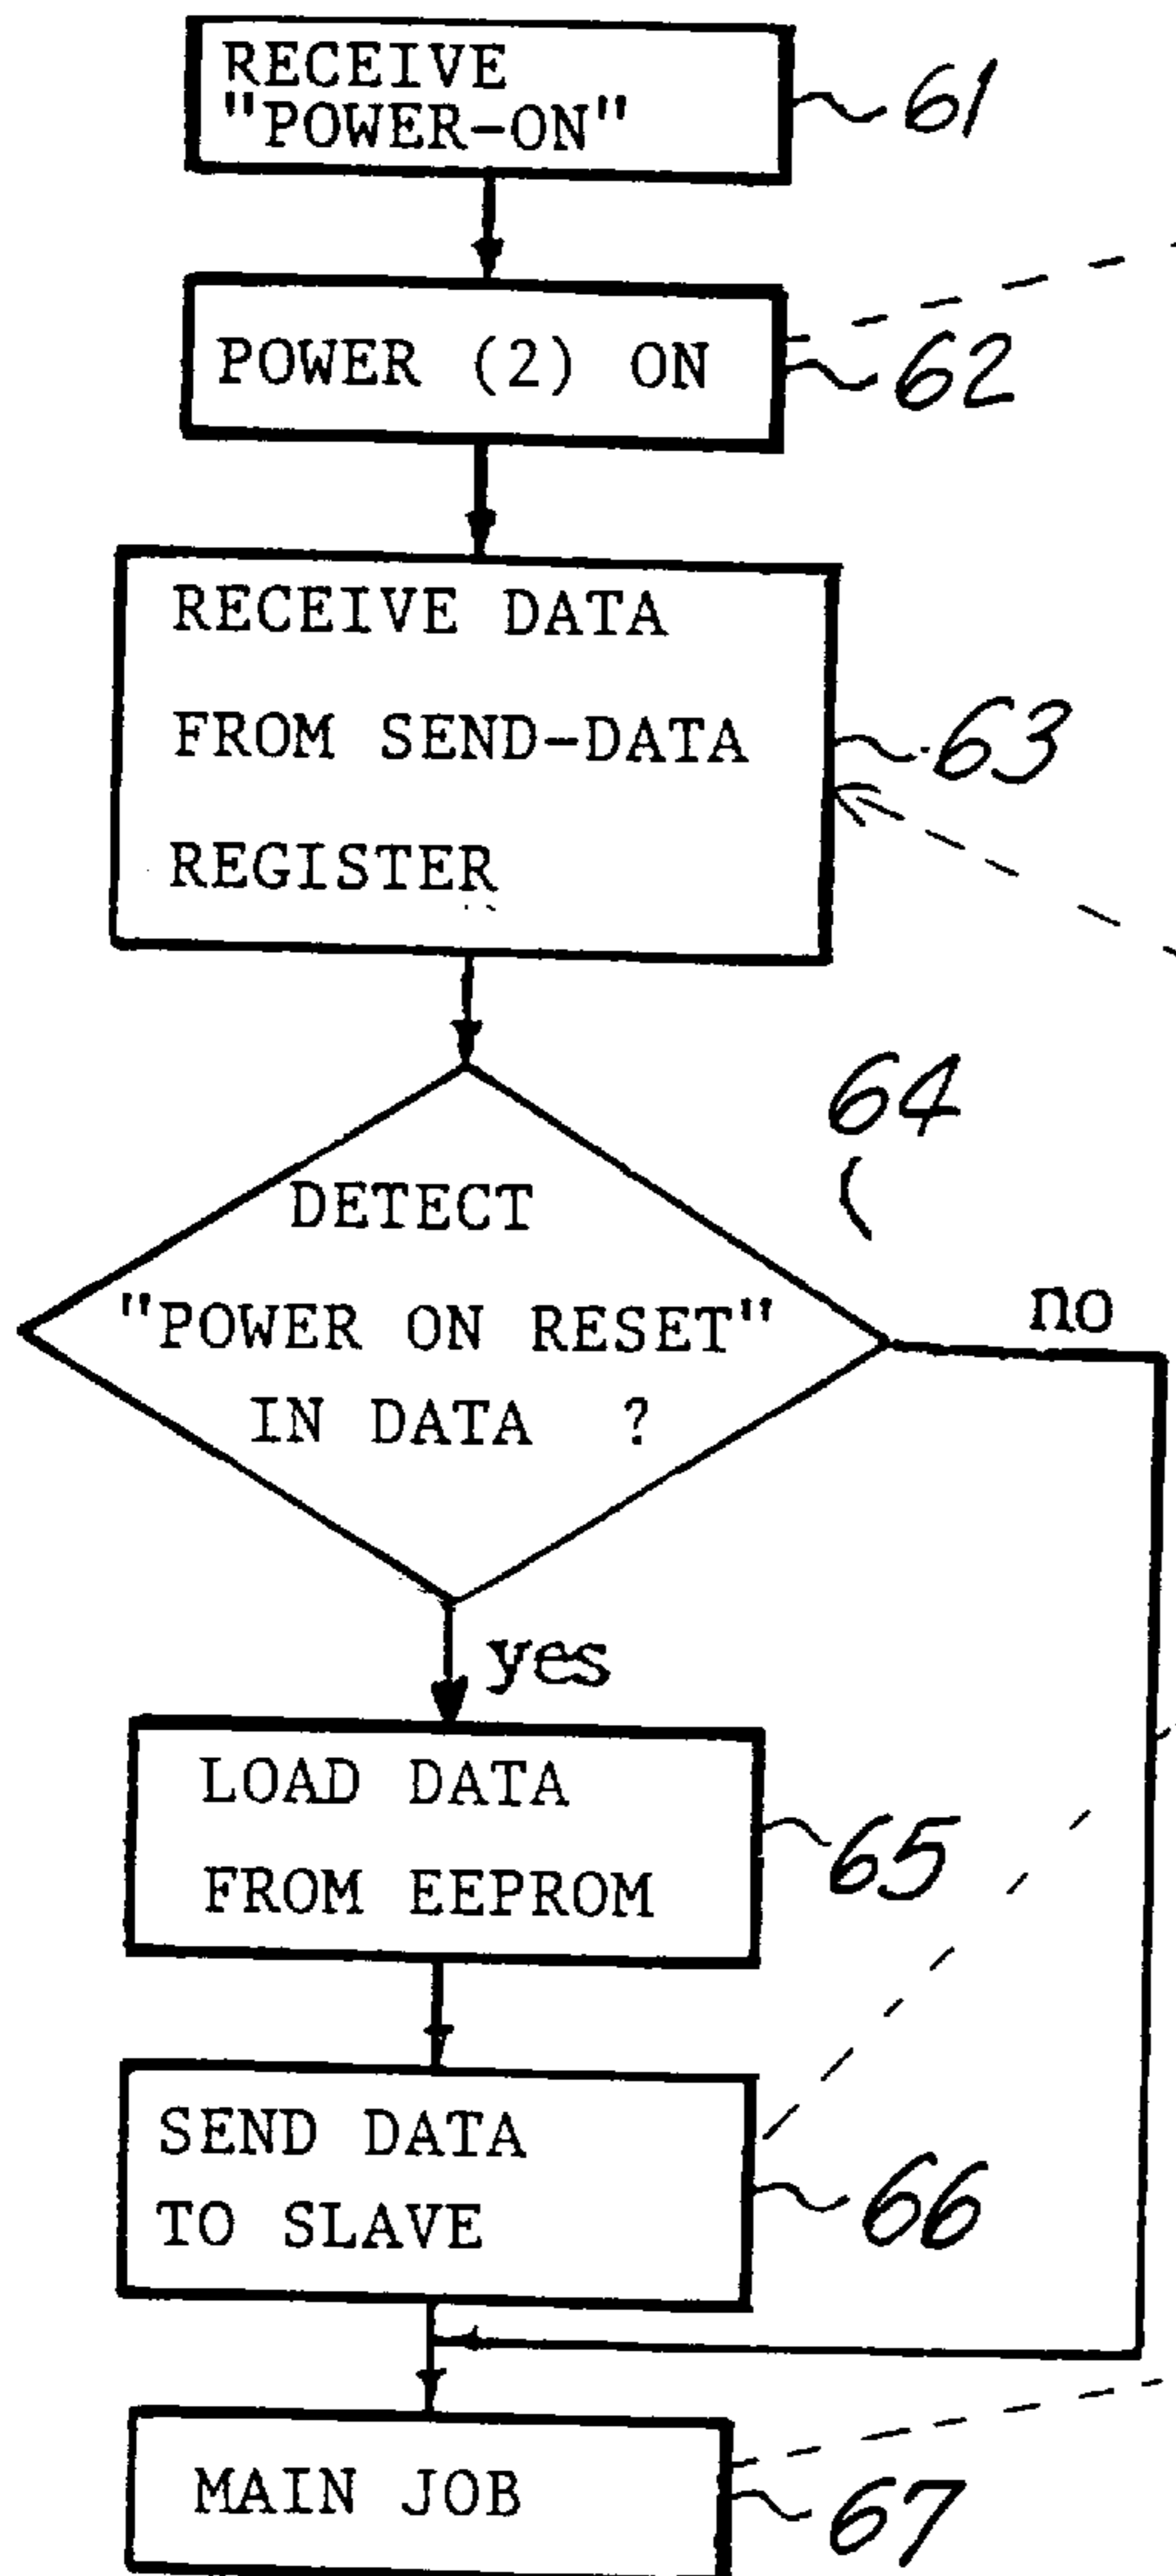 RECEIVE
"POWER-ON"
61
POWER (2) ON
62
RECEIVE DATA
FROM SEND-DATA
REGISTER
63
64
DETECT
"POWER ON RESET"
IN DATA ?
no
yes
LOAD DATA
FROM EEPROM
65
SEND DATA
TO SLAVE
66
MAIN JOB
67